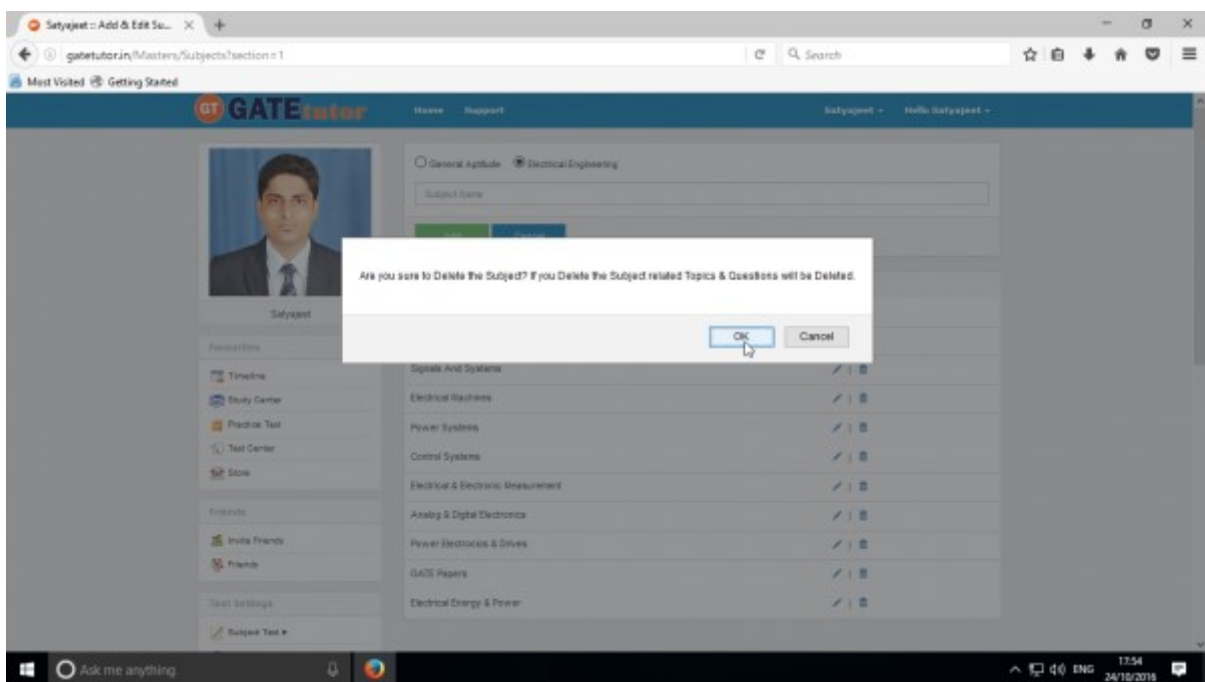 Satyajeet :: Add & Edit Su...
gatetutor.in/Masters/Subjects?section=1
Search
Most Visited Getting Started
GT GATEtutor Home Support Satyajeet Hello Satyajeet
General Aptitude Electrical Engineering
Subject Name
Add Cancel
Are you sure to Delete the Subject? If you Delete the Subject related Topics & Questions will be Deleted.
OK Cancel
Satyajeet
Favourites
Timeline
Study Center
Practice Test
Test Center
Store
Friends
Invite Friends
Friends
Test Settings
Subject Test
Signals And Systems
Electrical Machines
Power Systems
Control Systems
Electrical & Electronic Measurement
Analog & Digital Electronics
Power Electronics & Drives
GATE Papers
Electrical Energy & Power
Ask me anything
ENG
17:54
24/10/2016